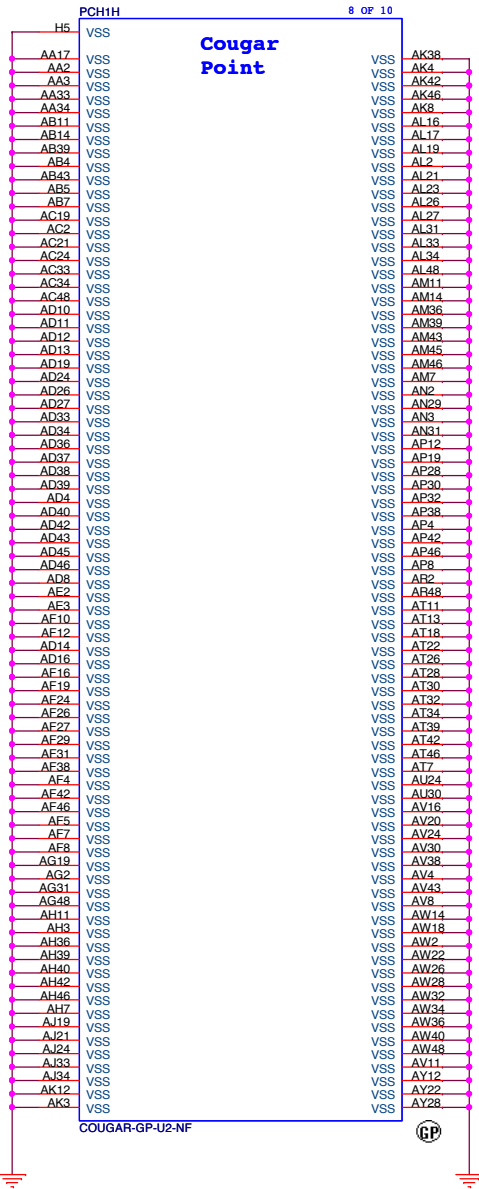 PCH1H
8 OF 10
Cougar
Point
H5 VSS
AA17 VSS VSS AK38
AA2 VSS VSS AK4
AA3 VSS VSS AK42
AA33 VSS VSS AK46
AA34 VSS VSS AK8
AB11 VSS VSS AL16
AB14 VSS VSS AL17
AB39 VSS VSS AL19
AB4 VSS VSS AL2
AB43 VSS VSS AL21
AB5 VSS VSS AL23
AB7 VSS VSS AL26
AC19 VSS VSS AL27
AC2 VSS VSS AL31
AC21 VSS VSS AL33
AC24 VSS VSS AL34
AC33 VSS VSS AL48
AC34 VSS VSS AM11
AC48 VSS VSS AM14
AD10 VSS VSS AM36
AD11 VSS VSS AM39
AD12 VSS VSS AM43
AD13 VSS VSS AM45
AD19 VSS VSS AM46
AD24 VSS VSS AM7
AD26 VSS VSS AN2
AD27 VSS VSS AN29
AD33 VSS VSS AN3
AD34 VSS VSS AN31
AD36 VSS VSS AP12
AD37 VSS VSS AP19
AD38 VSS VSS AP28
AD39 VSS VSS AP30
AD4 VSS VSS AP32
AD40 VSS VSS AP38
AD42 VSS VSS AP4
AD43 VSS VSS AP42
AD45 VSS VSS AP46
AD46 VSS VSS AP8
AD8 VSS VSS AR2
AE2 VSS VSS AR48
AE3 VSS VSS AT11
AF10 VSS VSS AT13
AF12 VSS VSS AT18
AD14 VSS VSS AT22
AD16 VSS VSS AT26
AF16 VSS VSS AT28
AF19 VSS VSS AT30
AF24 VSS VSS AT32
AF26 VSS VSS AT34
AF27 VSS VSS AT39
AF29 VSS VSS AT42
AF31 VSS VSS AT46
AF38 VSS VSS AT7
AF4 VSS VSS AU24
AF42 VSS VSS AU30
AF46 VSS VSS AV16
AF5 VSS VSS AV20
AF7 VSS VSS AV24
AF8 VSS VSS AV30
AG19 VSS VSS AV38
AG2 VSS VSS AV4
AG31 VSS VSS AV43
AG48 VSS VSS AV8
AH11 VSS VSS AW14
AH3 VSS VSS AW18
AH36 VSS VSS AW2
AH39 VSS VSS AW22
AH40 VSS VSS AW26
AH42 VSS VSS AW28
AH46 VSS VSS AW32
AH7 VSS VSS AW34
AJ19 VSS VSS AW36
AJ21 VSS VSS AW40
AJ24 VSS VSS AW48
AJ33 VSS VSS AV11
AJ34 VSS VSS AY12
AK12 VSS VSS AY22
AK3 VSS VSS AY28
COUGAR-GP-U2-NF
GP